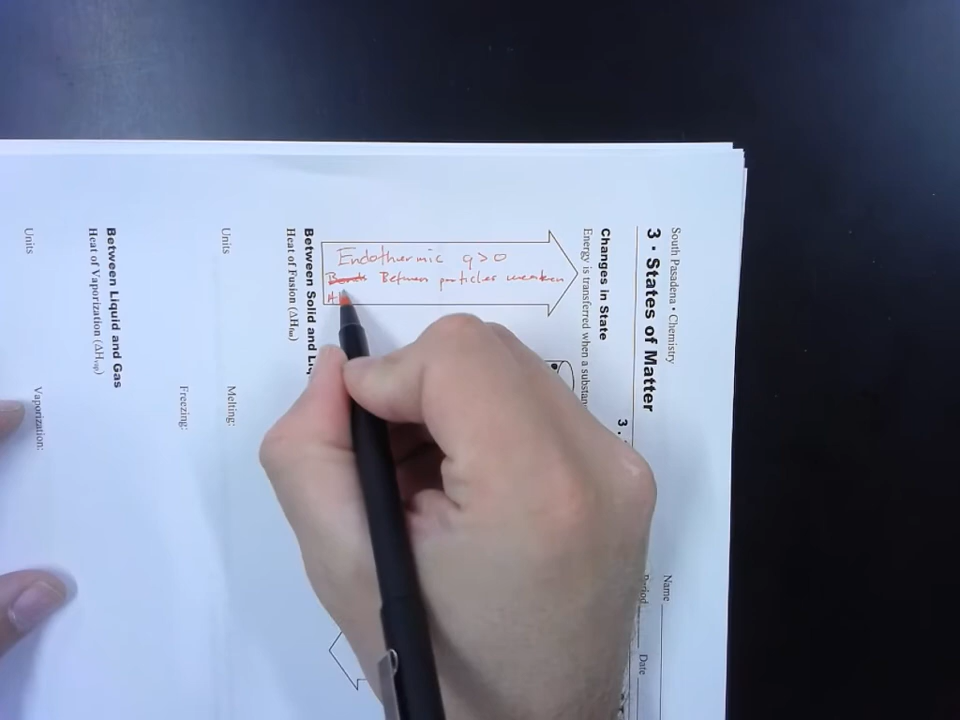 South Pasadena • Chemistry
Name
3 • States of Matter
Period
Date
3 .
Changes in State
Energy is transferred when a substan
Endothermic q > 0
Between particles weaken
Between Solid and Liq
Heat of Fusion (ΔHfus)
Units
Melting:
Freezing:
Between Liquid and Gas
Heat of Vaporization (ΔHvap)
Units
Vaporization: